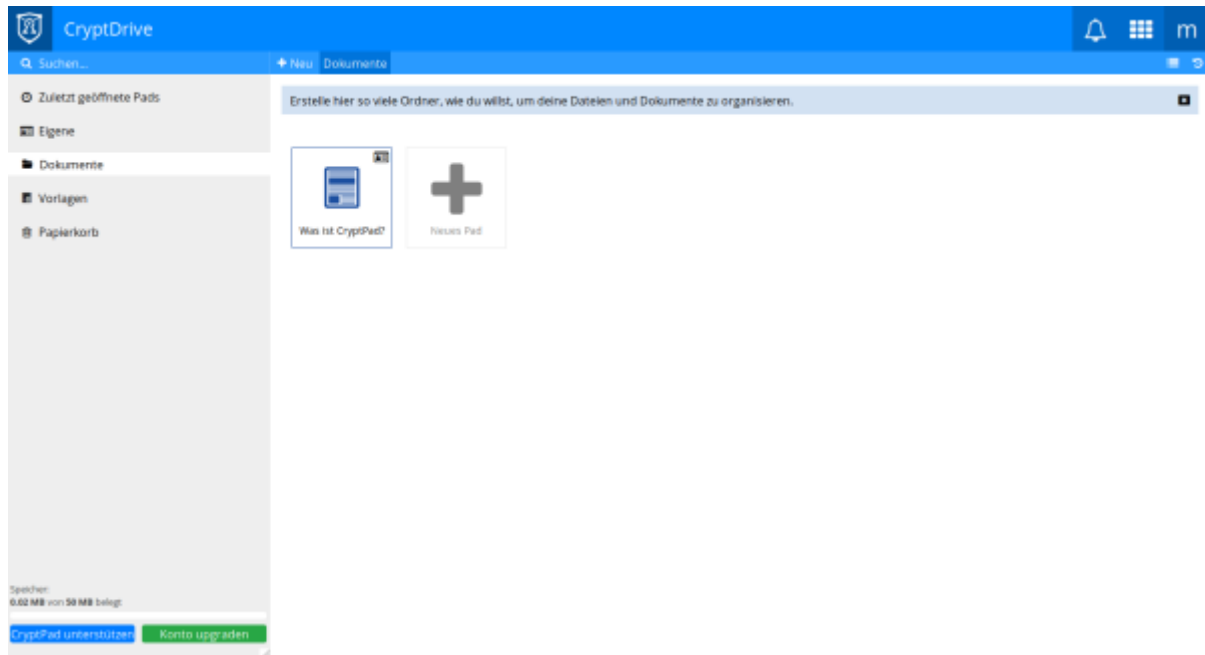 CryptDrive
m
Suchen...
Neu Dokumente
Zuletzt geöffnete Pads
Eigene
Dokumente
Vorlagen
Papierkorb
Erstelle hier so viele Ordner, wie du willst, um deine Dateien und Dokumente zu organisieren.
Was ist CryptPad?
Neues Pad
Speicher:
0.02 MB von 50 MB belegt
CryptPad unterstützen
Konto upgraden